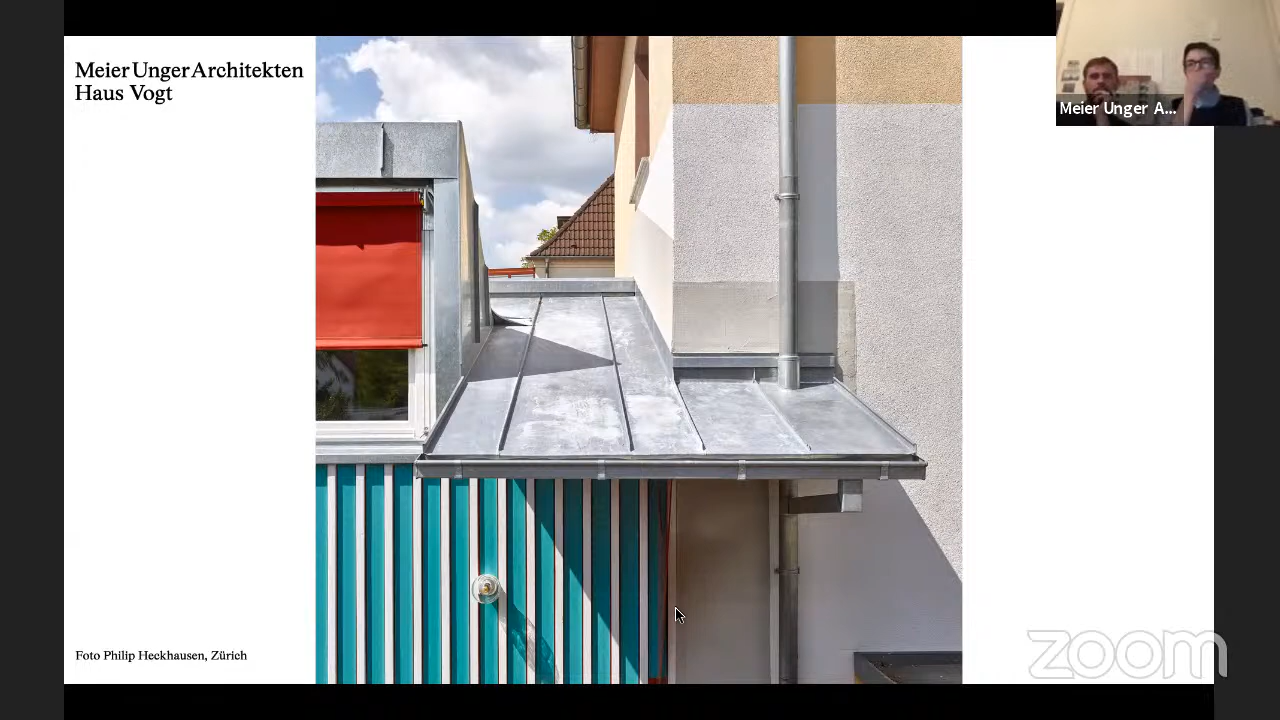 Meier Unger Architekten
Haus Vogt
Meier Unger A...
Foto Philip Heckhausen, Zürich
zoom